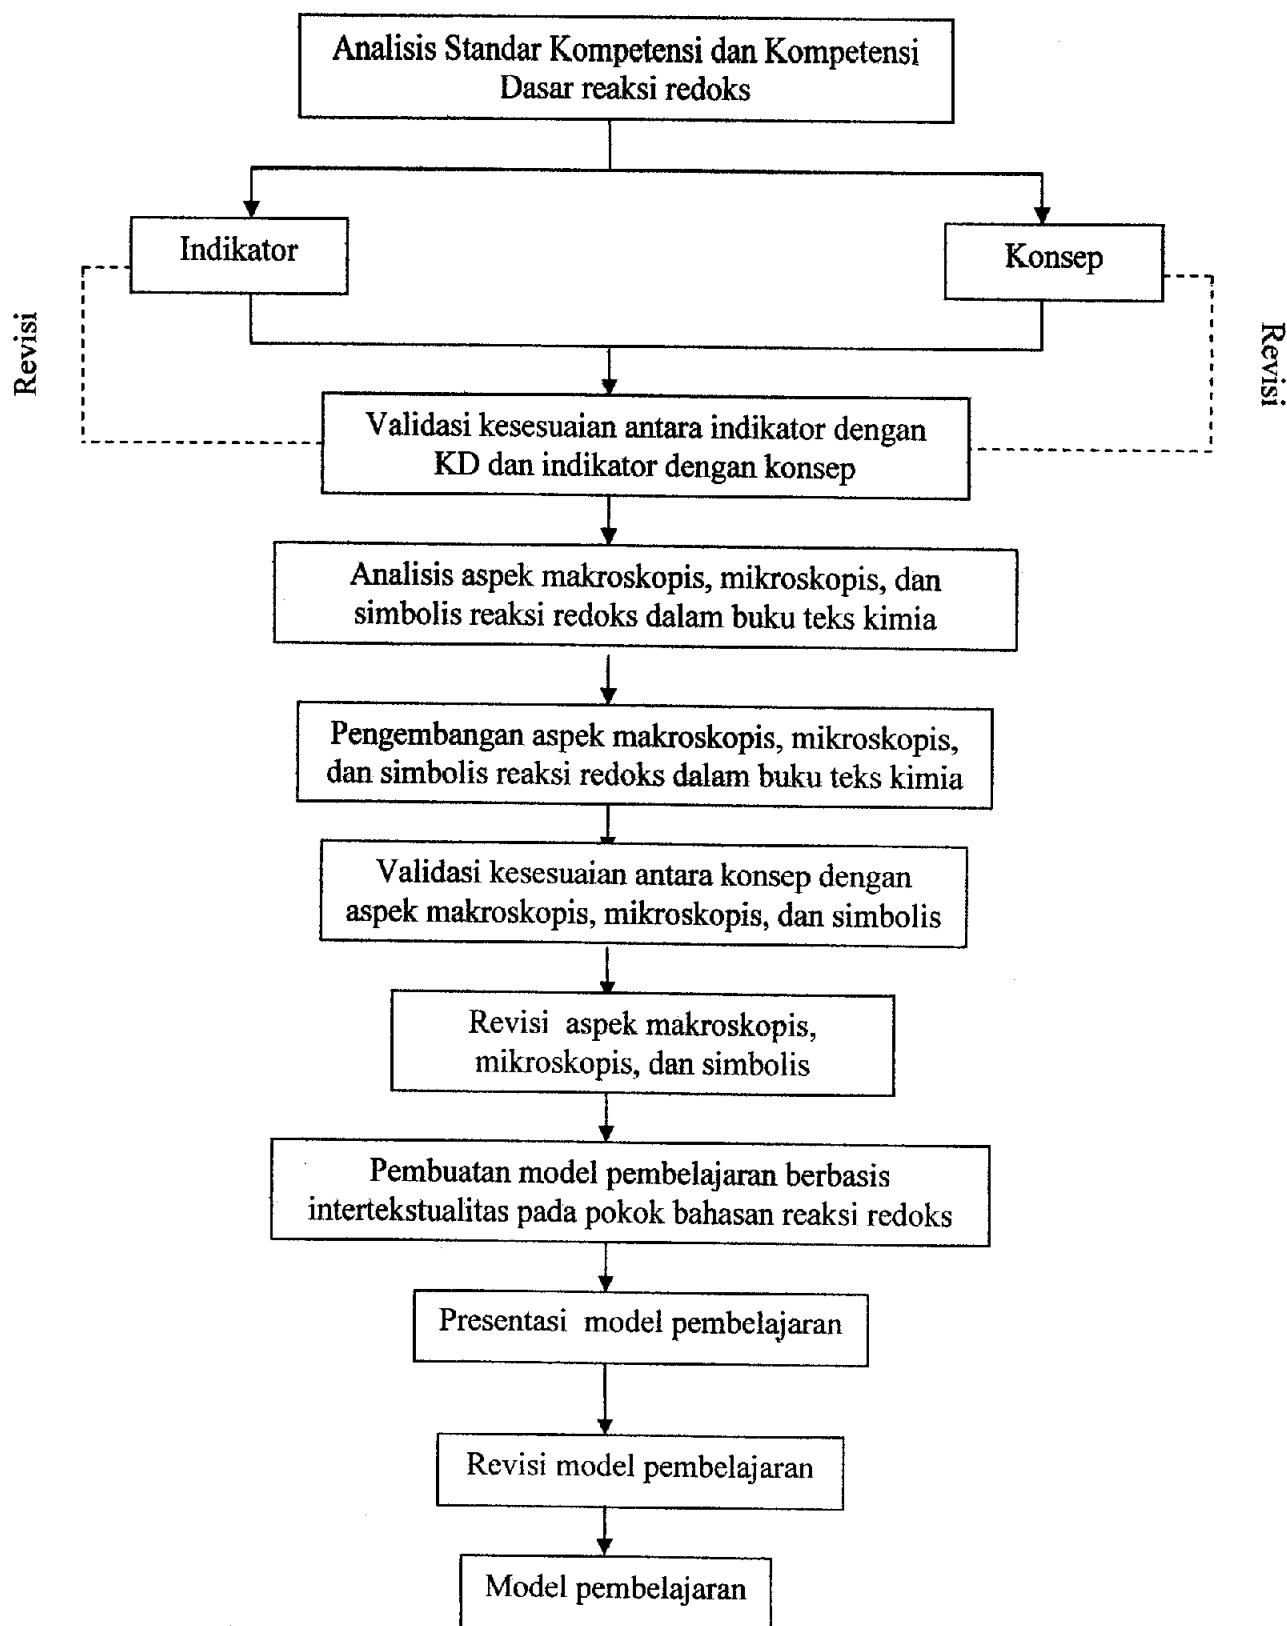 Analisis Standar Kompetensi dan Kompetensi
Dasar reaksi redoks
Indikator
Konsep
Revisi
Revisi
Validasi kesesuaian antara indikator dengan
KD dan indikator dengan konsep
Analisis aspek makroskopis, mikroskopis, dan
simbolis reaksi redoks dalam buku teks kimia
Pengembangan aspek makroskopis, mikroskopis,
dan simbolis reaksi redoks dalam buku teks kimia
Validasi kesesuaian antara konsep dengan
aspek makroskopis, mikroskopis, dan simbolis
Revisi aspek makroskopis,
mikroskopis, dan simbolis
Pembuatan model pembelajaran berbasis
intertekstualitas pada pokok bahasan reaksi redoks
Presentasi model pembelajaran
Revisi model pembelajaran
Model pembelajaran